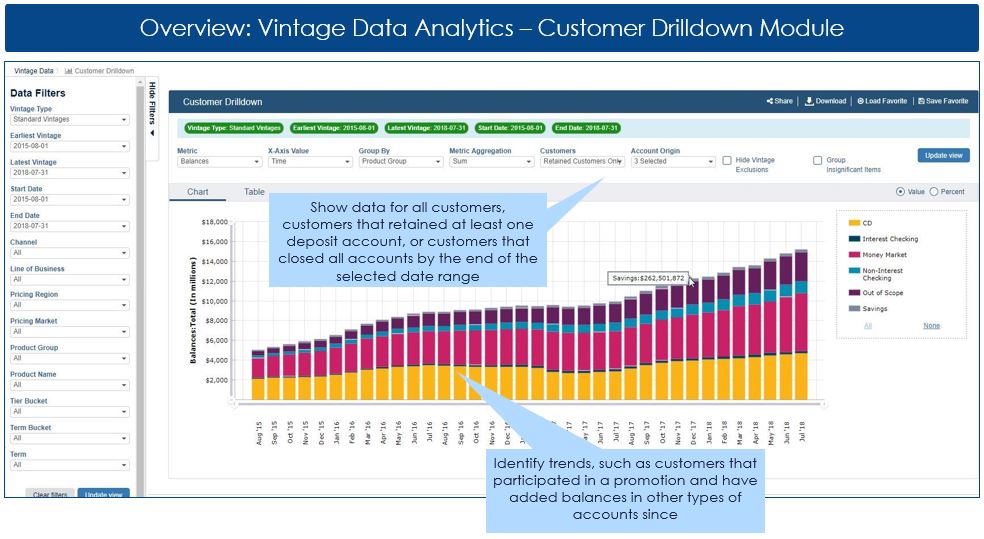 Overview: Vintage Data Analytics – Customer Drilldown Module
Vintage Data
Customer Drilldown
Data Filters
Vintage Type
Standard Vintages
Earliest Vintage
2015-08-01
Latest Vintage
2018-07-31
Start Date
2015-08-01
End Date
2018-07-31
Channel
All
Line of Business
All
Pricing Region
All
Pricing Market
All
Product Group
All
Product Name
All
Tier Bucket
All
Term Bucket
All
Term
All
Clear filters
Update view
Hide Filters
Customer Drilldown
Share
Download
Load Favorite
Save Favorite
Vintage Type: Standard Vintages
Earliest Vintage: 2015-08-01
Latest Vintage: 2018-07-31
Start Date: 2015-08-01
End Date: 2018-07-31
Metric
Balances
X-Axis Value
Time
Group By
Product Group
Metric Aggregation
Sum
Customers
Retained Customers Only
Account Origin
3 Selected
Hide Vintage
Exclusions
Group
Insignificant Items
Update view
Chart
Table
Value
Percent
Show data for all customers,
customers that retained at least one
deposit account, or customers that
closed all accounts by the end of the
selected date range
Balances:Total (In millions)
$18,000
$16,000
$14,000
$12,000
$10,000
$8,000
$6,000
$4,000
$2,000
Savings:$262,501,872
CD
Interest Checking
Money Market
Non-Interest
Checking
Out of Scope
Savings
All
None
Aug '15
Sep '15
Oct '15
Nov '15
Dec '15
Jan '16
Feb '16
Mar '16
Apr '16
May '16
Jun '16
Jul '16
Aug '16
Sep '16
Oct '16
Nov '16
Dec '16
Jun '17
Jul '17
Aug '17
Sep '17
Oct '17
Nov '17
Dec '17
Jan '18
Feb '18
Mar '18
Apr '18
May '18
Jun '18
Jul '18
Identify trends, such as customers that
participated in a promotion and have
added balances in other types of
accounts since